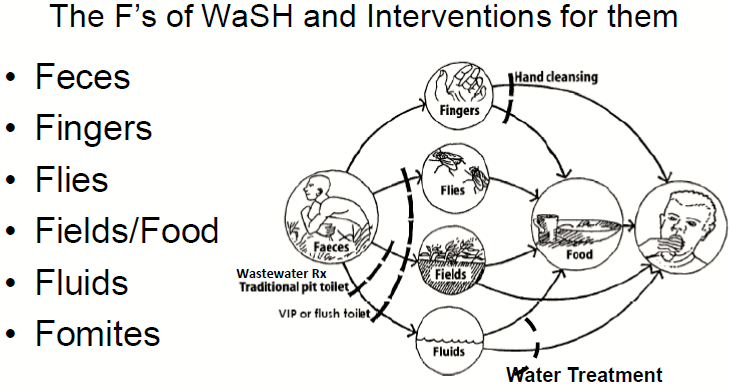 The F's of WaSH and Interventions for them
• Feces
• Fingers
• Flies
• Fields/Food
• Fluids
• Fomites
Hand cleansing
Fingers
Flies
Faeces
Food
Fields
Wastewater Rx
Traditional pit toilet
VIP or flush toilet
Fluids
Water Treatment